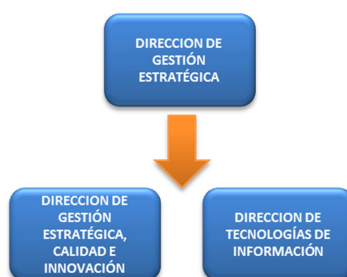 DIRECCION DE
GESTIÓN
ESTRATÉGICA
DIRECCION DE
GESTIÓN
ESTRATÉGICA,
CALIDAD E
INNOVACIÓN
DIRECCION DE
TECNOLOGÍAS DE
INFORMACIÓN